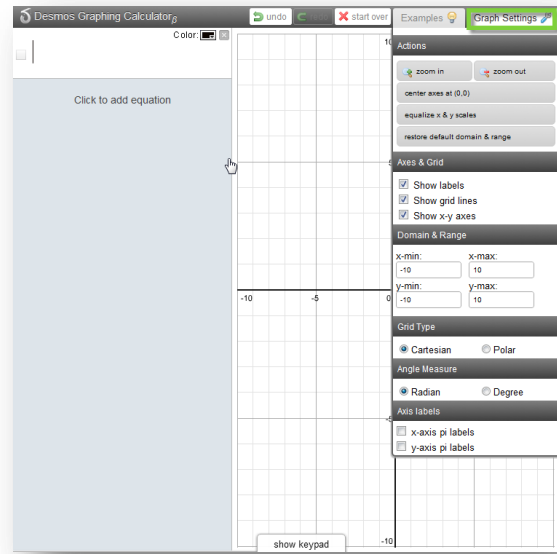 Desmos Graphing Calculatorβ
undo
start over
Examples
Graph Settings
Color:
Click to add equation
10
5
-10
-5
0
-5
-10
show keypad
Actions
zoom in
zoom out
center axes at (0,0)
equalize x & y scales
restore default domain & range
Axes & Grid
Show labels
Show grid lines
Show x-y axes
Domain & Range
x-min:
x-max:
-10
10
y-min:
y-max:
-10
10
Grid Type
Cartesian
Polar
Angle Measure
Radian
Degree
Axis labels
x-axis pi labels
y-axis pi labels